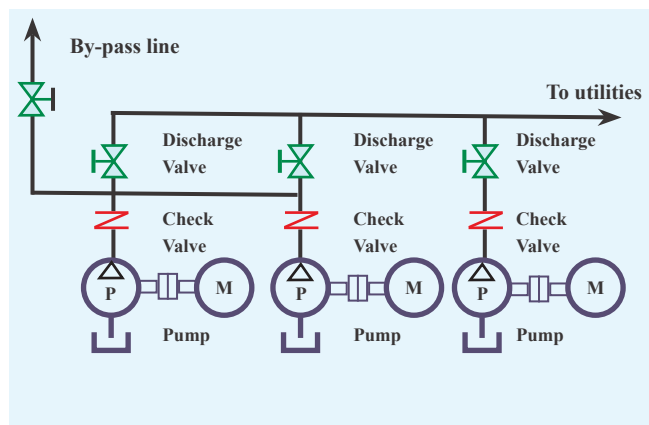 By-pass line
To utilities
Discharge
Valve
Discharge
Valve
Discharge
Valve
Check
Valve
Check
Valve
Check
Valve
P
M
P
M
P
M
Pump
Pump
Pump